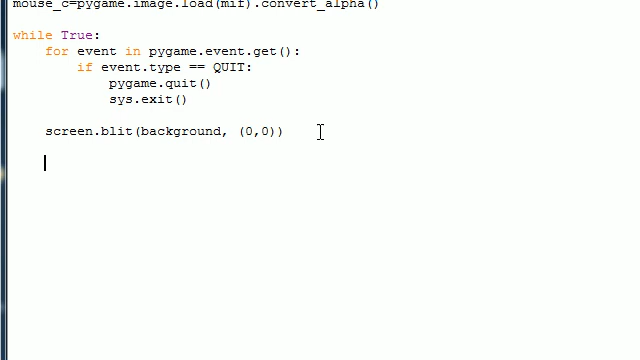 mouse_c=pygame.image.load(mif).convert_alpha()
while True:
for event in pygame.event.get():
if event.type == QUIT:
pygame.quit()
sys.exit()
screen.blit(background, (0,0))